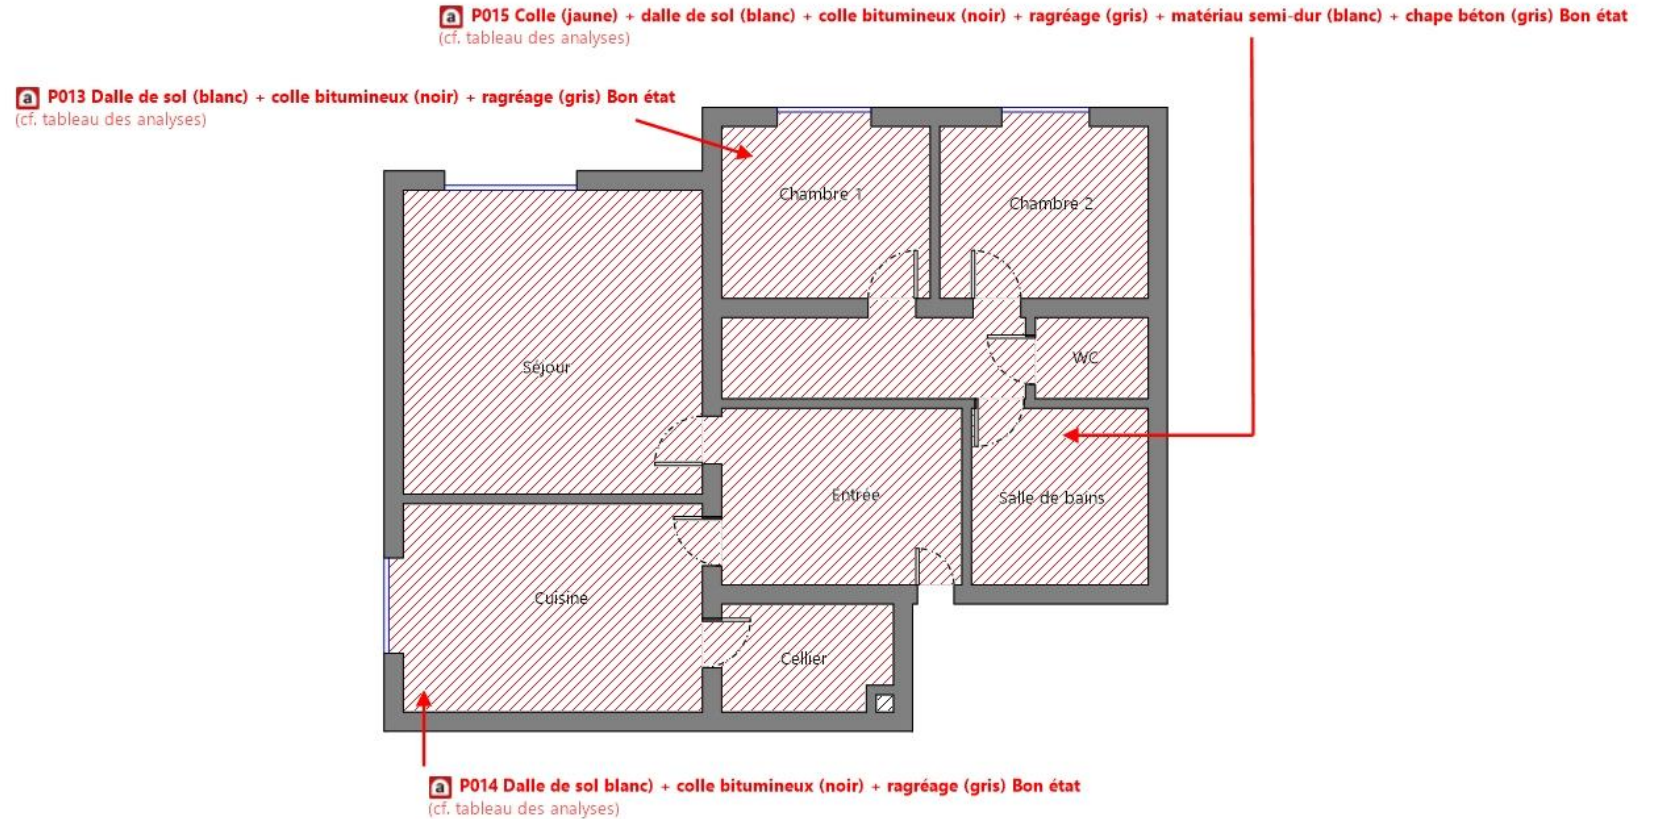 a P015 Colle (jaune) + dalle de sol (blanc) + colle bitumineux (noir) + ragréage (gris) + matériau semi-dur (blanc) + chape béton (gris) Bon état
(cf. tableau des analyses)
a P013 Dalle de sol (blanc) + colle bitumineux (noir) + ragréage (gris) Bon état
(cf. tableau des analyses)
Chambre 1
Chambre 2
Séjour
WC
Entrée
Salle de bains
Cuisine
Cellier
a P014 Dalle de sol blanc) + colle bitumineux (noir) + ragréage (gris) Bon état
(cf. tableau des analyses)